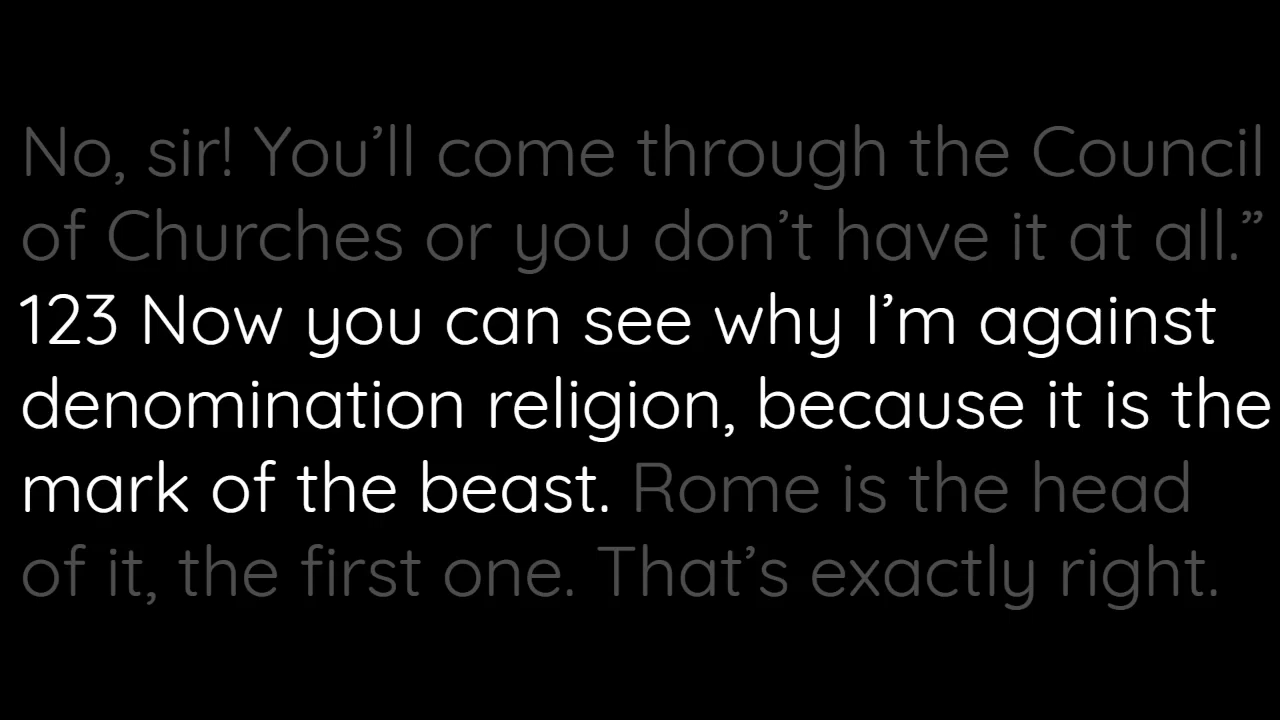 No, sir! You’ll come through the Council
of Churches or you don’t have it at all.”
123 Now you can see why I’m against
denomination religion, because it is the
mark of the beast. Rome is the head
of it, the first one. That’s exactly right.